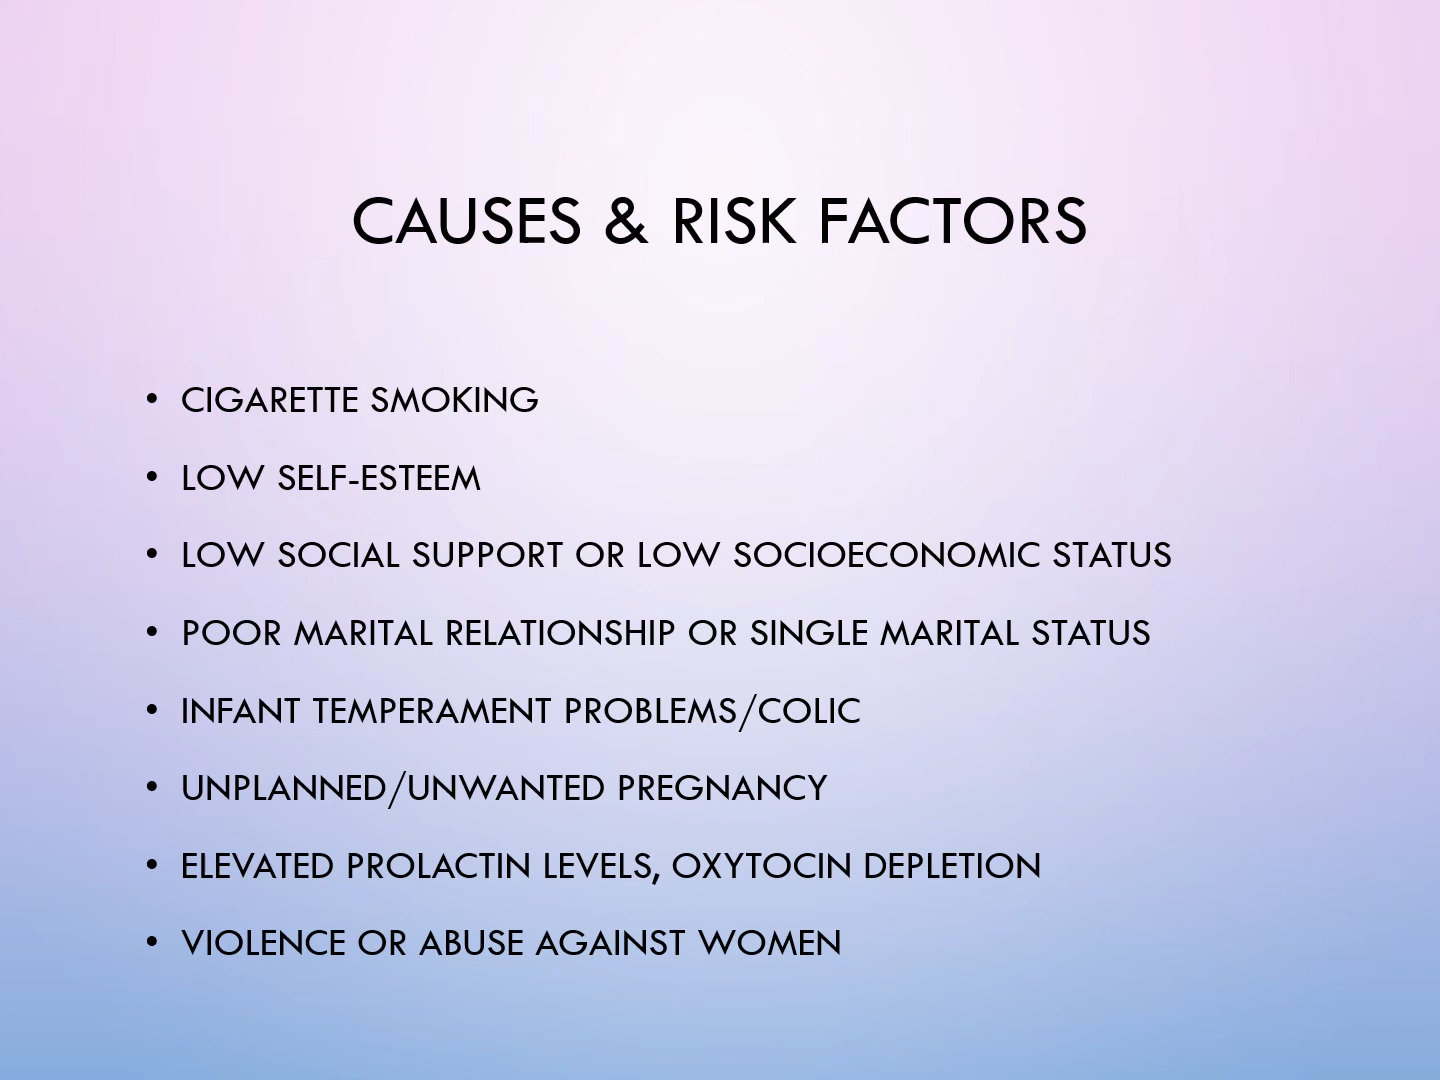 CAUSES & RISK FACTORS
• CIGARETTE SMOKING
• LOW SELF-ESTEEM
• LOW SOCIAL SUPPORT OR LOW SOCIOECONOMIC STATUS
• POOR MARITAL RELATIONSHIP OR SINGLE MARITAL STATUS
• INFANT TEMPERAMENT PROBLEMS/COLIC
• UNPLANNED/UNWANTED PREGNANCY
• ELEVATED PROLACTIN LEVELS, OXYTOCIN DEPLETION
• VIOLENCE OR ABUSE AGAINST WOMEN